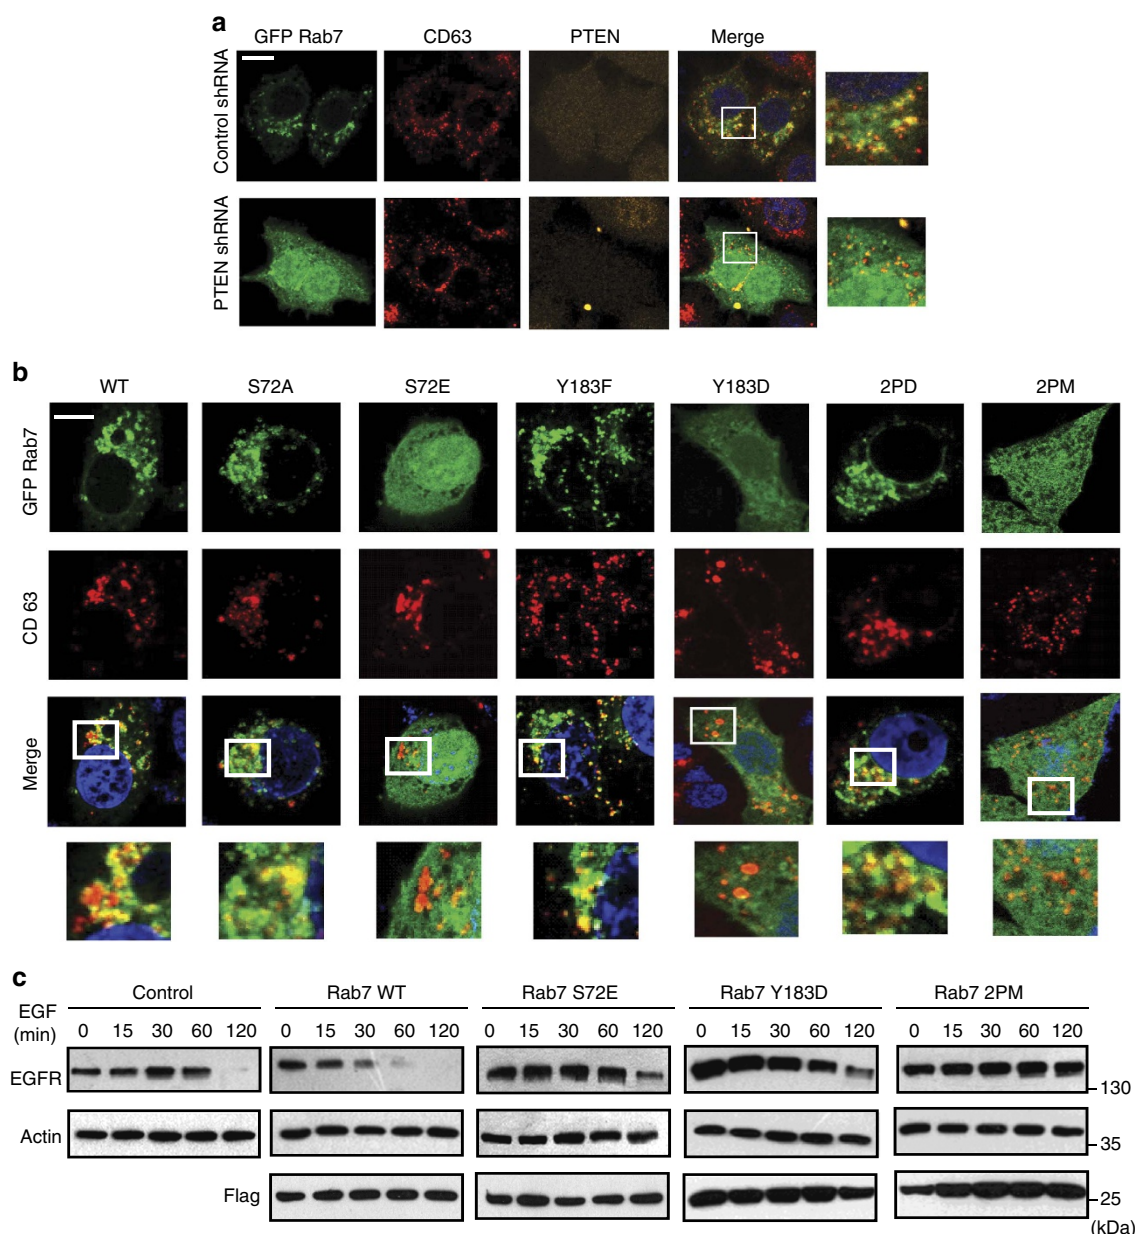 a
GFP Rab7 CD63 PTEN Merge
Control shRNA
PTEN shRNA
b
WT S72A S72E Y183F Y183D 2PD 2PM
GFP Rab7
CD 63
Merge
c
Control Rab7 WT Rab7 S72E Rab7 Y183D Rab7 2PM
EGF
(min)
0 15 30 60 120 0 15 30 60 120 0 15 30 60 120 0 15 30 60 120 0 15 30 60 120
EGFR
130
Actin
35
Flag
25
(kDa)